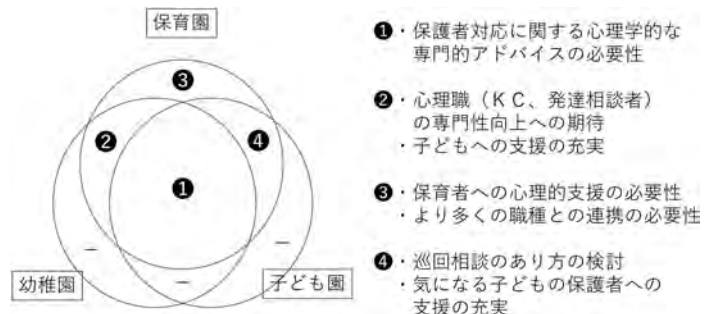 保育園
❸
❷
❹
❶
－
－
－
幼稚園
子ども園
❶・保護者対応に関する心理学的な
専門的アドバイスの必要性
❷・心理職（ＫＣ、発達相談者）
の専門性向上への期待
・子どもへの支援の充実
❸・保育者への心理的支援の必要性
・より多くの職種との連携の必要性
❹・巡回相談のあり方の検討
・気になる子どもの保護者への
支援の充実